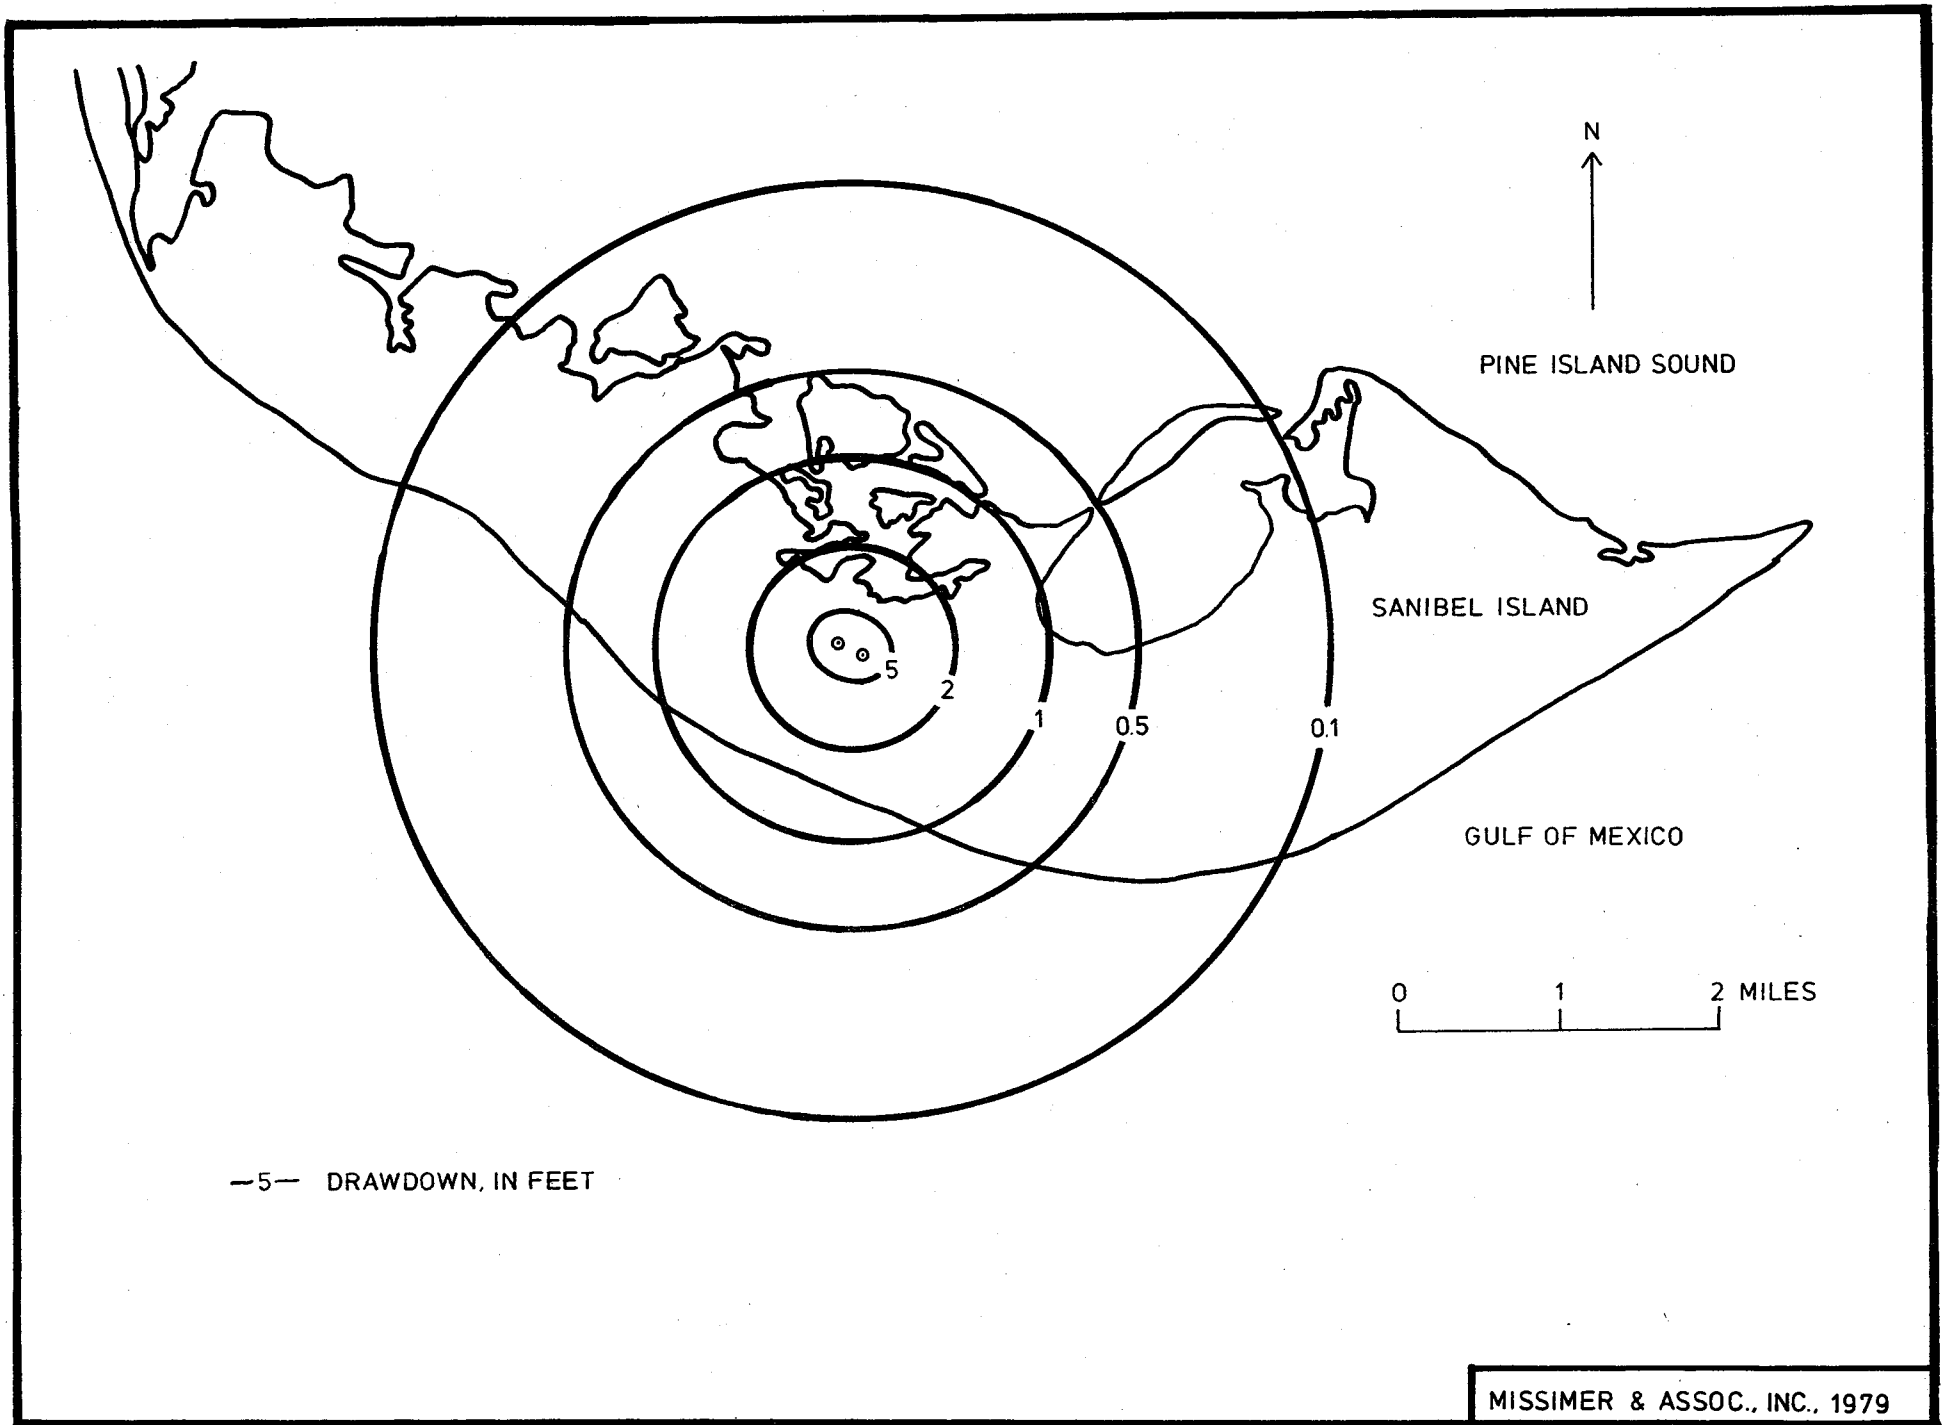 N
PINE ISLAND SOUND
SANIBEL ISLAND
5
2
1
0.5
0.1
GULF OF MEXICO
0 1 2 MILES
—5— DRAWDOWN, IN FEET
MISSIMER & ASSOC., INC., 1979